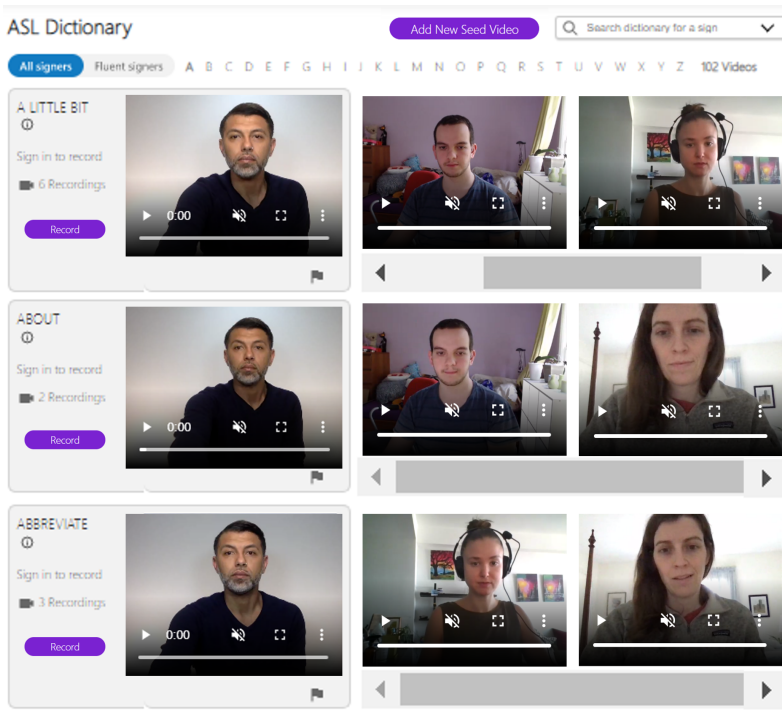 ASL Dictionary
Add New Seed Video
Search dictionary for a sign
All signers Fluent signers A B C D E F G H I J K L M N O P Q R S T U V W X Y Z 102 Videos
A LITTLE BIT
Sign in to record
6 Recordings
Record
0:00
ABOUT
Sign in to record
2 Recordings
Record
0:00
ABBREVIATE
Sign in to record
3 Recordings
Record
0:00